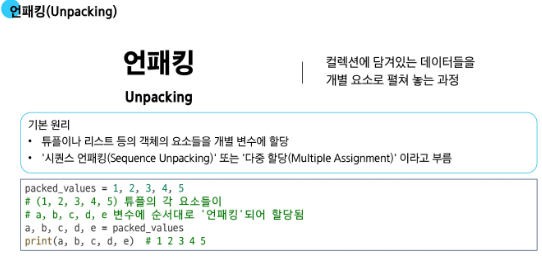 언패킹(Unpacking)
언패킹
Unpacking
컬렉션에 담겨있는 데이터들을
개별 요소로 펼쳐 놓는 과정
기본 원리
• 튜플이나 리스트 등의 객체의 요소들을 개별 변수에 할당
• '시퀀스 언패킹(Sequence Unpacking)' 또는 '다중 할당(Multiple Assignment)' 이라고 부름
packed_values = 1, 2, 3, 4, 5
# (1, 2, 3, 4, 5) 튜플의 각 요소들이
# a, b, c, d, e 변수에 순서대로 '언패킹'되어 할당됨
a, b, c, d, e = packed_values
print(a, b, c, d, e)  # 1 2 3 4 5